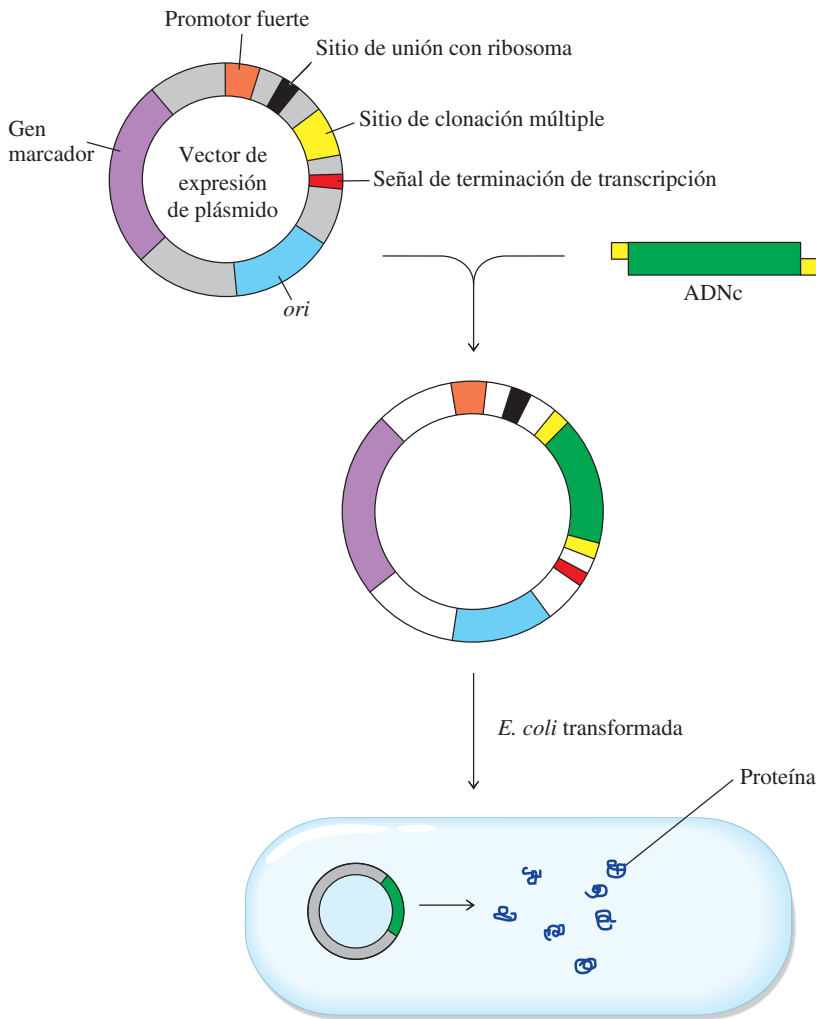 Promotor fuerte
Sitio de unión con ribosoma
Sitio de clonación múltiple
Gen
marcador
Vector de
expresión
de plásmido
Señal de terminación de transcripción
ori
ADNc
E. coli transformada
Proteína